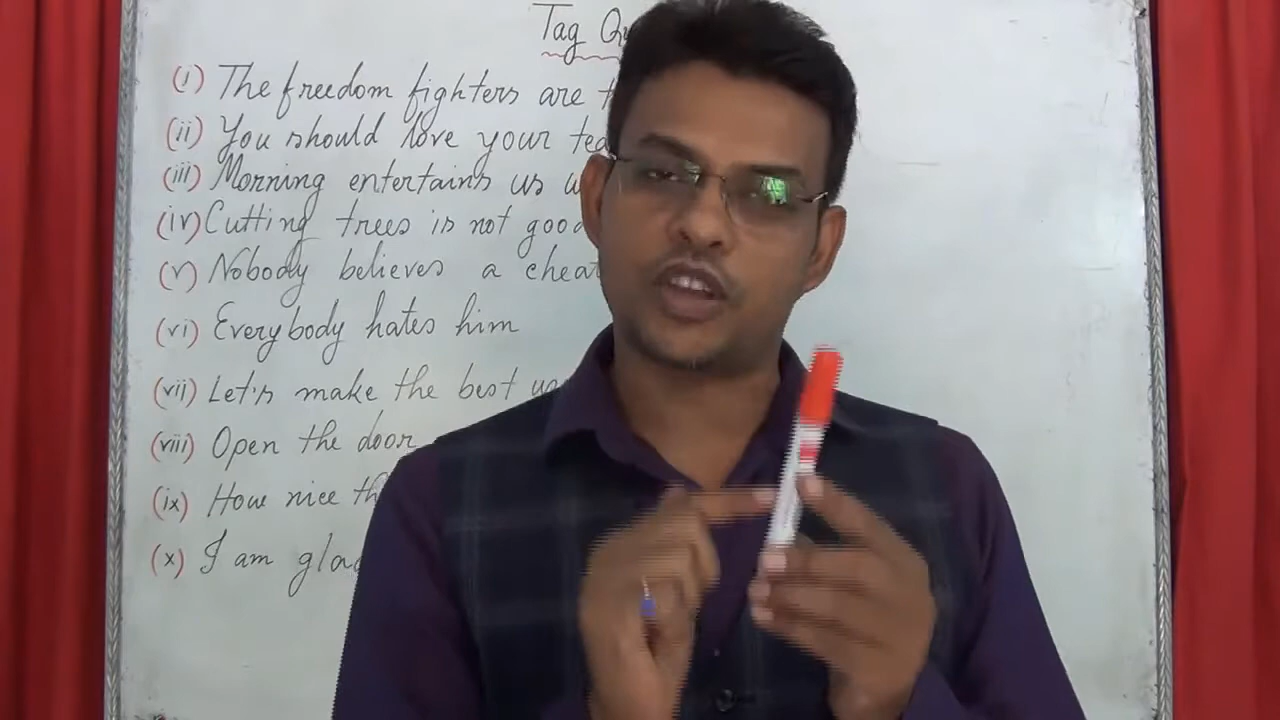 Tag
(i) The freedom fighters are
(ii) You should love your
(iii) Morning entertains us
(iv) Cutting trees is not good
(v) Nobody believes a cheat
(vi) Everybody hates him
(vii) Let's make the best
(viii) Open the door
(ix) How nice
(x) I am glad